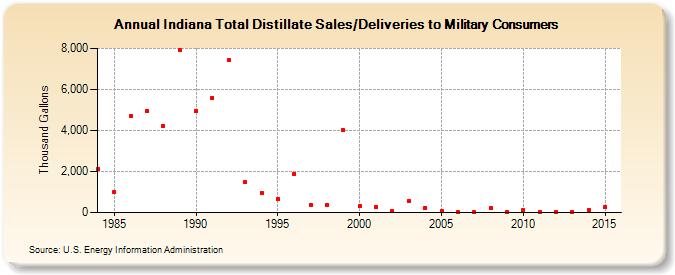 Annual Indiana Total Distillate Sales/Deliveries to Military Consumers
Thousand Gallons
8,000
6,000
4,000
2,000
0
1985 1990 1995 2000 2005 2010 2015
Source: U.S. Energy Information Administration